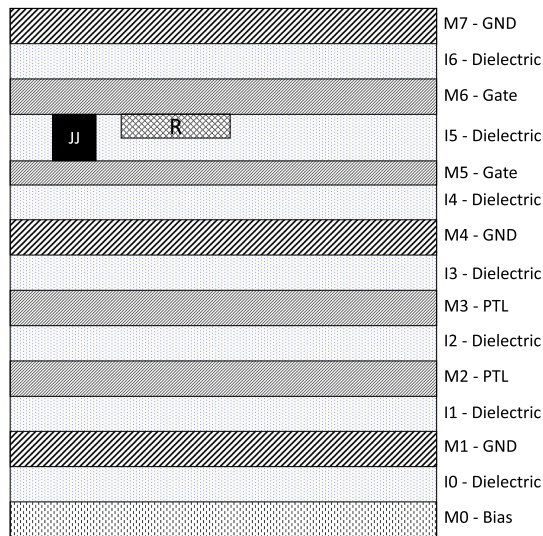 M7 - GND
I6 - Dielectric
M6 - Gate
JJ
R
I5 - Dielectric
M5 - Gate
I4 - Dielectric
M4 - GND
I3 - Dielectric
M3 - PTL
I2 - Dielectric
M2 - PTL
I1 - Dielectric
M1 - GND
I0 - Dielectric
M0 - Bias